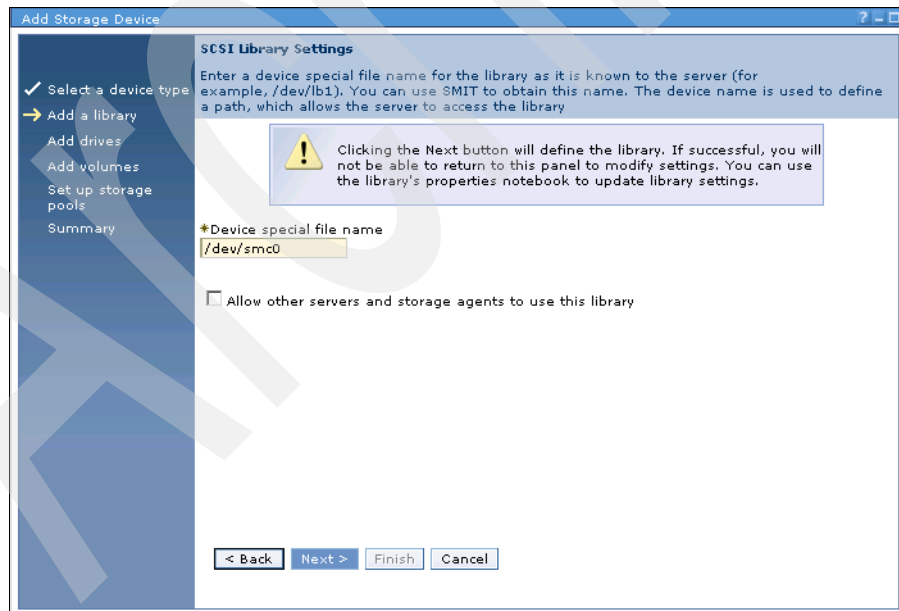 Add Storage Device
? – □
SCSI Library Settings
Enter a device special file name for the library as it is known to the server (for
example, /dev/lb1). You can use SMIT to obtain this name. The device name is used to define
a path, which allows the server to access the library
✓ Select a device type
→ Add a library
Add drives
Add volumes
Set up storage
pools
Summary
Clicking the Next button will define the library. If successful, you will
not be able to return to this panel to modify settings. You can use
the library's properties notebook to update library settings.
*Device special file name
/dev/smc0
Allow other servers and storage agents to use this library
< Back
Next >
Finish
Cancel